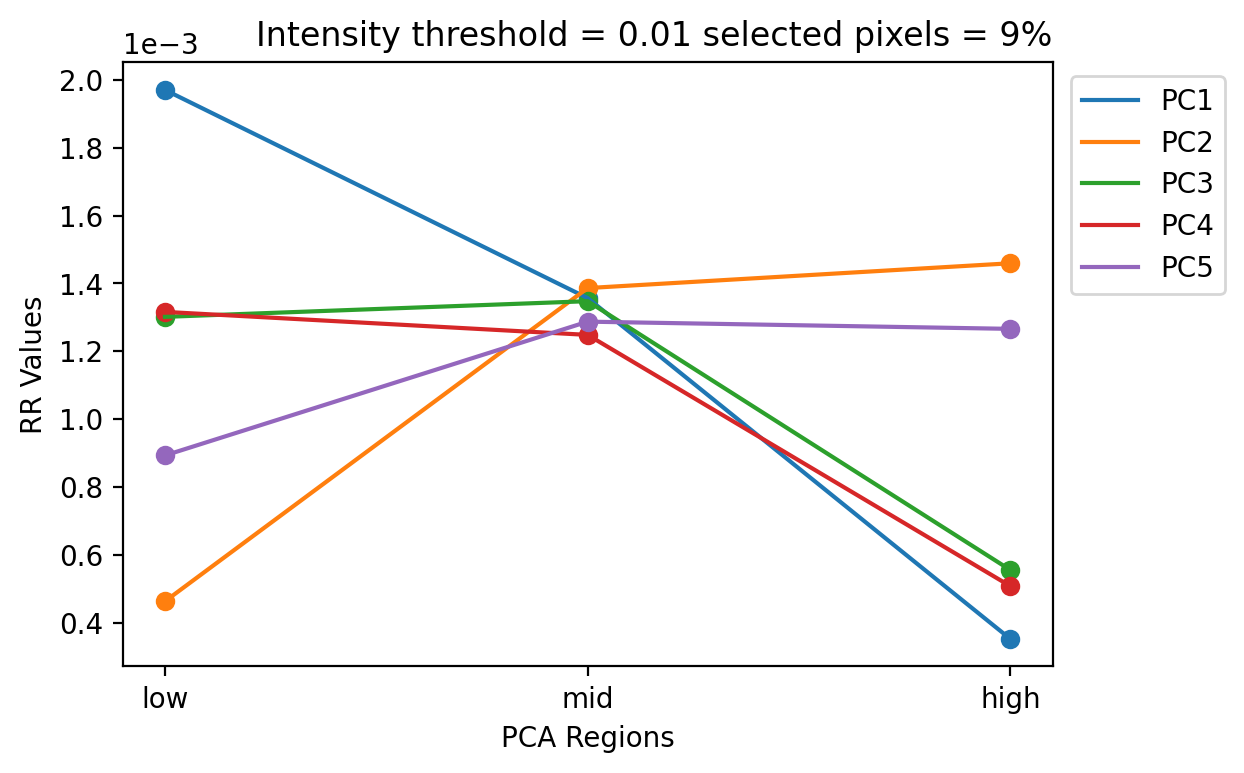 Intensity threshold = 0.01 selected pixels = 9%
1e−3
2.0
1.8
1.6
1.4
1.2
1.0
0.8
0.6
0.4
RR Values
low
mid
high
PCA Regions
PC1
PC2
PC3
PC4
PC5